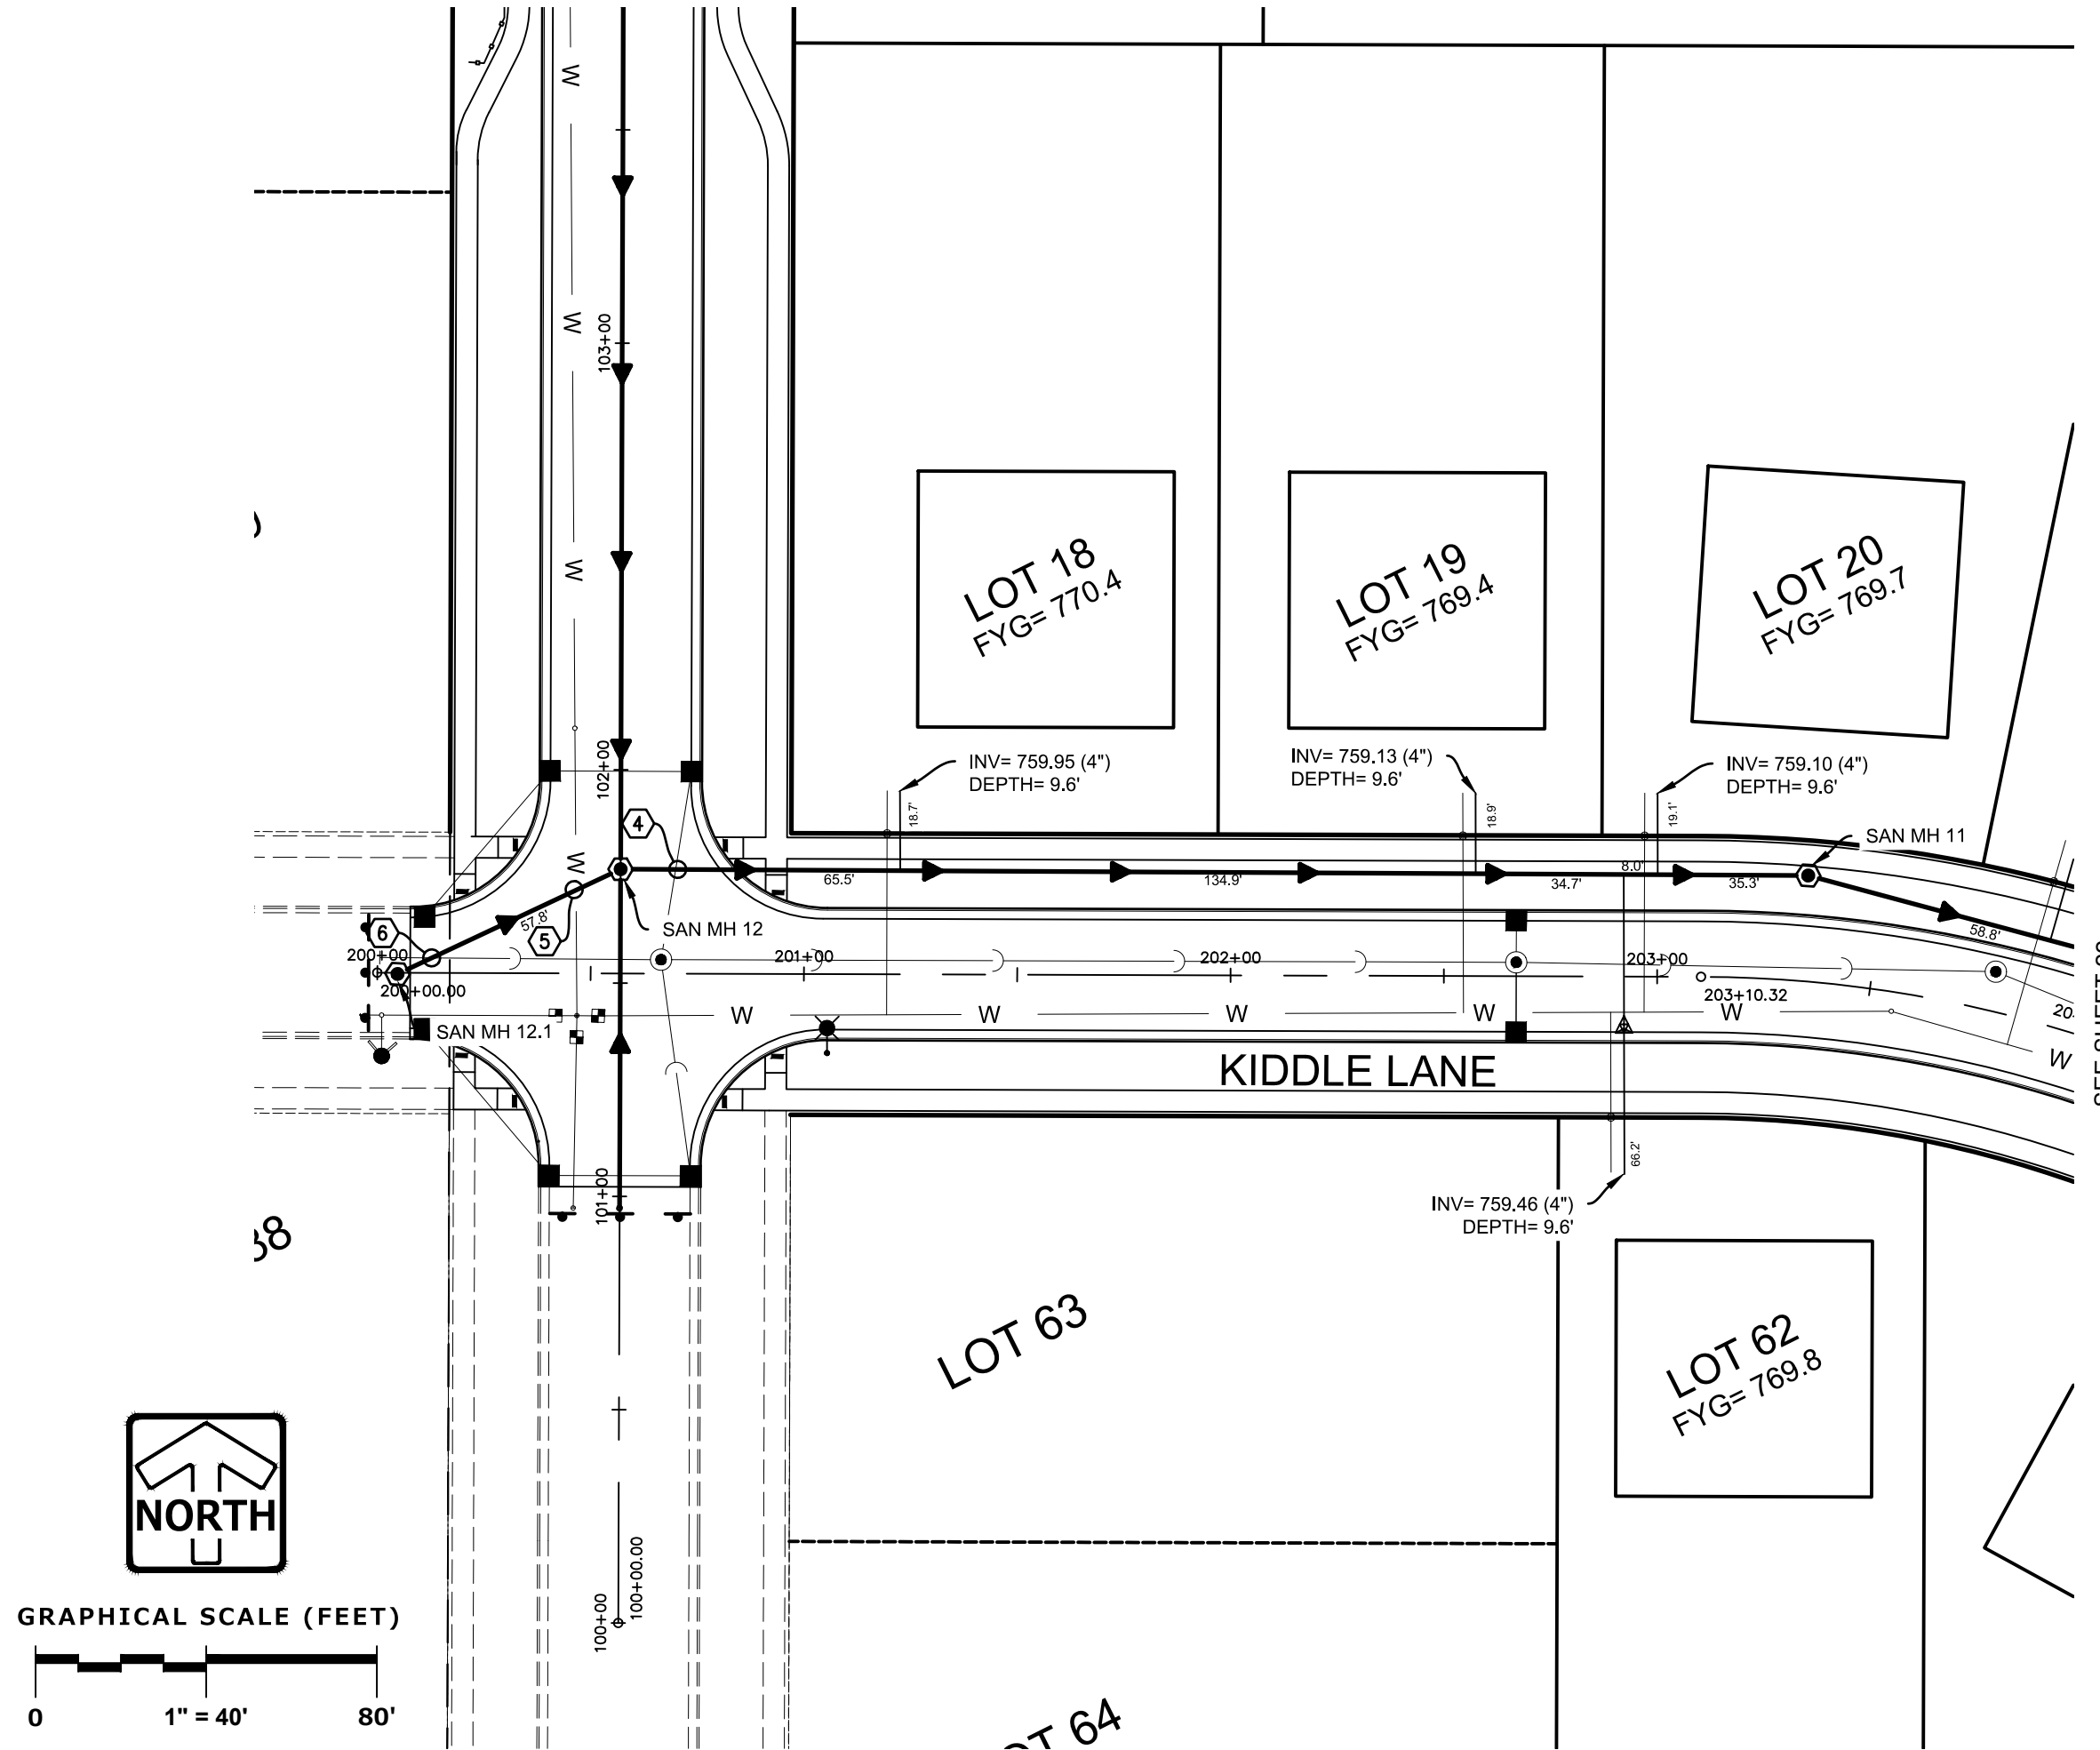 W
W
103+00
W
LOT 18
FYG= 770.4
LOT 19
FYG= 769.4
LOT 20
FYG= 769.7
102+00
INV= 759.95 (4")
DEPTH= 9.6'
INV= 759.13 (4")
DEPTH= 9.6'
INV= 759.10 (4")
DEPTH= 9.6'
18.7'
18.9'
19.1'
4
W
SAN MH 11
65.5'
134.9'
34.7'
8.0'
35.3'
57.8'
6
5
SAN MH 12
58.8'
200+00
201+00
202+00
203+00
200+00.00
203+10.32
20
SAN MH 12.1
W
W
W
W
W
W
KIDDLE LANE
66.2'
101+00
INV= 759.46 (4")
DEPTH= 9.6'
38
LOT 63
LOT 62
FYG= 769.8
NORTH
100+00
100+00.00
GRAPHICAL SCALE (FEET)
0
1" = 40'
80'
64